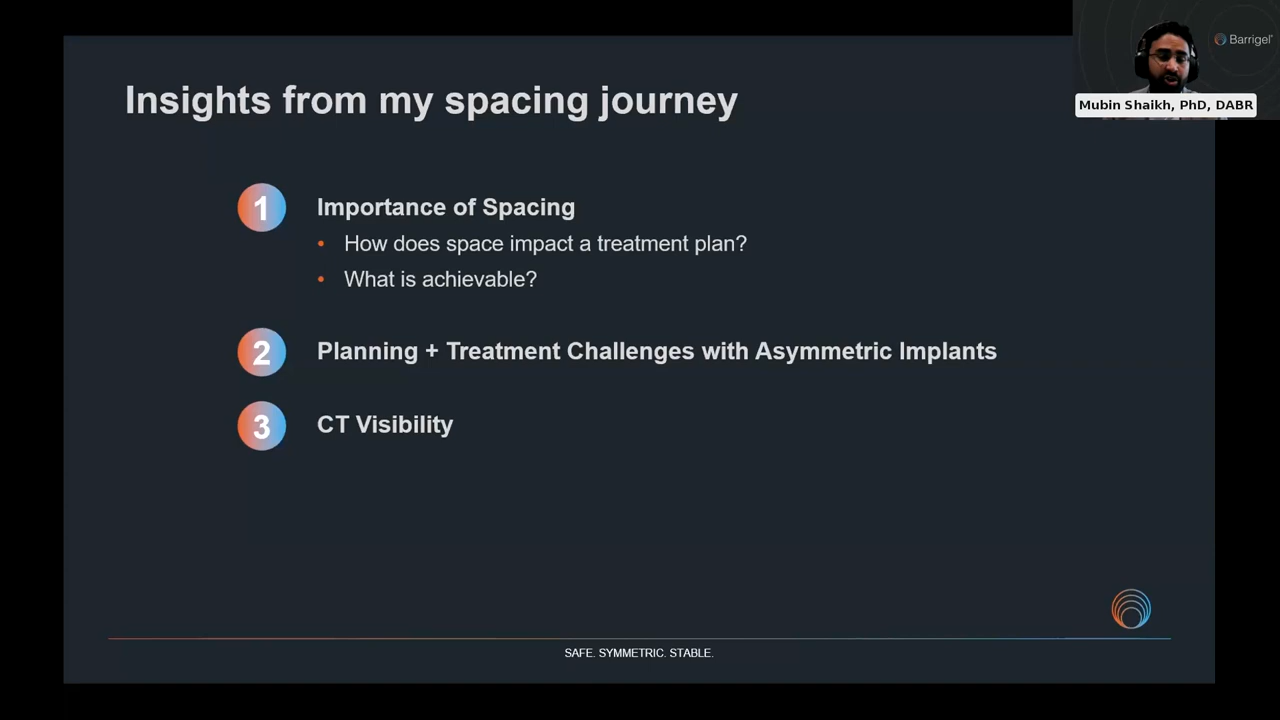 Barrigel
Mubin Shaikh, PhD, DABR
Insights from my spacing journey
1 Importance of Spacing
• How does space impact a treatment plan?
• What is achievable?
2 Planning + Treatment Challenges with Asymmetric Implants
3 CT Visibility
SAFE. SYMMETRIC. STABLE.